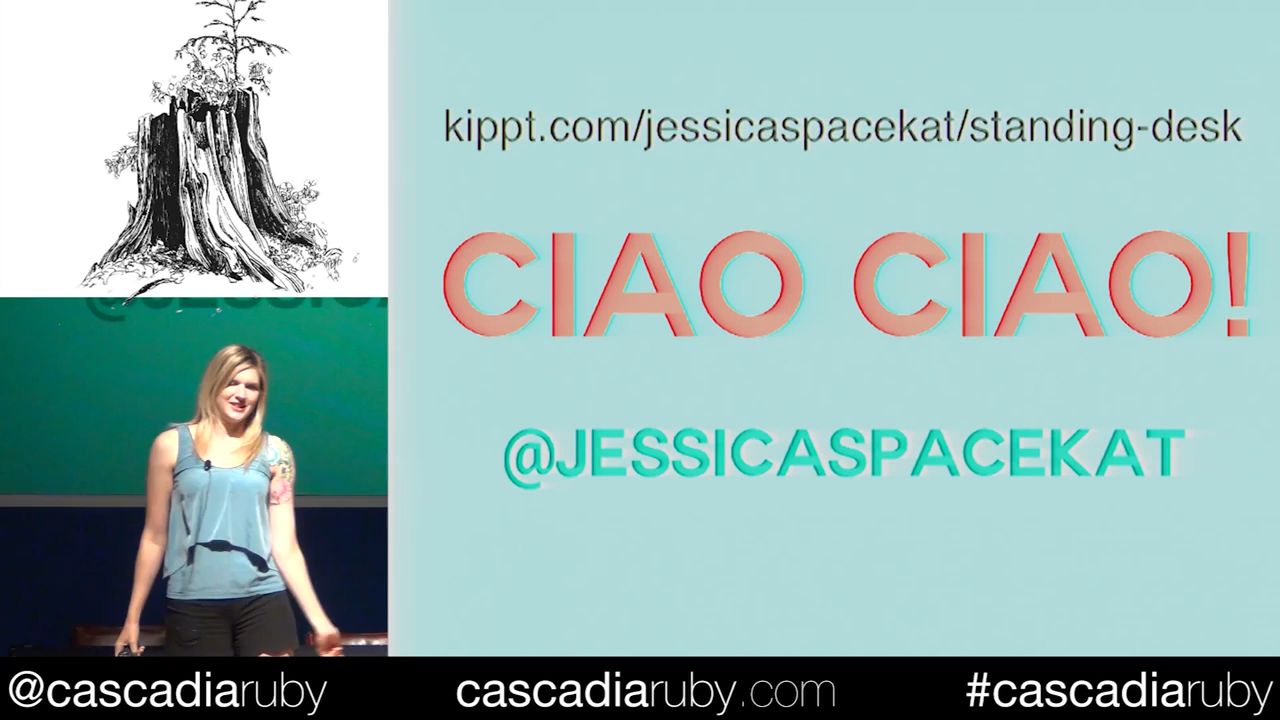 kippt.com/jessicaspacekat/standing-desk
CIAO CIAO!
@JESSICASPACEKAT
@cascadiaruby cascadiaruby.com #cascadiaruby